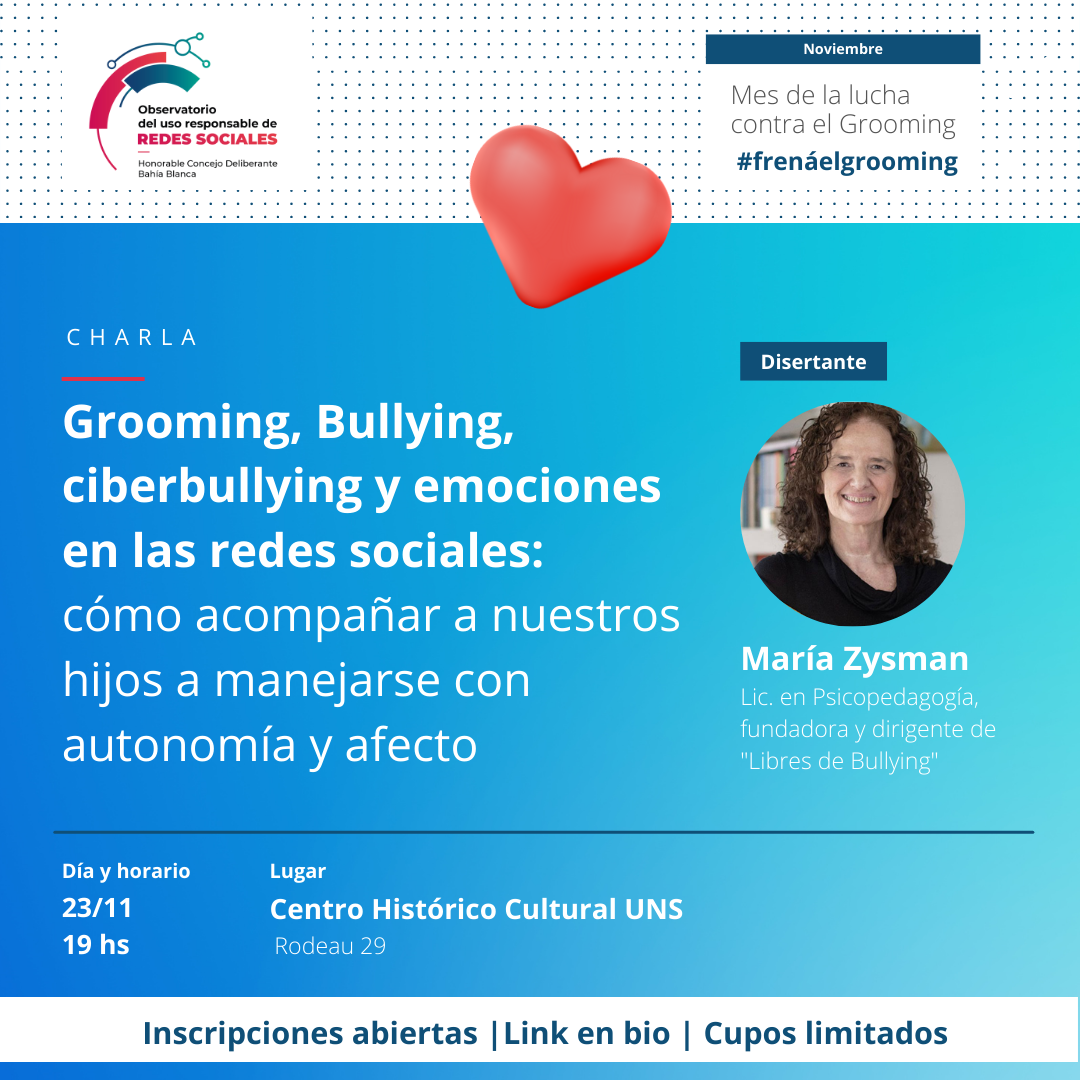 Observatorio
del uso responsable de
REDES SOCIALES
Honorable Concejo Deliberante
Bahía Blanca
Noviembre
Mes de la lucha
contra el Grooming
#frenáelgrooming
CHARLA
Grooming, Bullying,
ciberbullying y emociones
en las redes sociales:
cómo acompañar a nuestros
hijos a manejarse con
autonomía y afecto
Disertante
María Zysman
Lic. en Psicopedagogía,
fundadora y dirigente de
"Libres de Bullying"
Día y horario
23/11
19 hs
Lugar
Centro Histórico Cultural UNS
Rodeau 29
Inscripciones abiertas |Link en bio | Cupos limitados